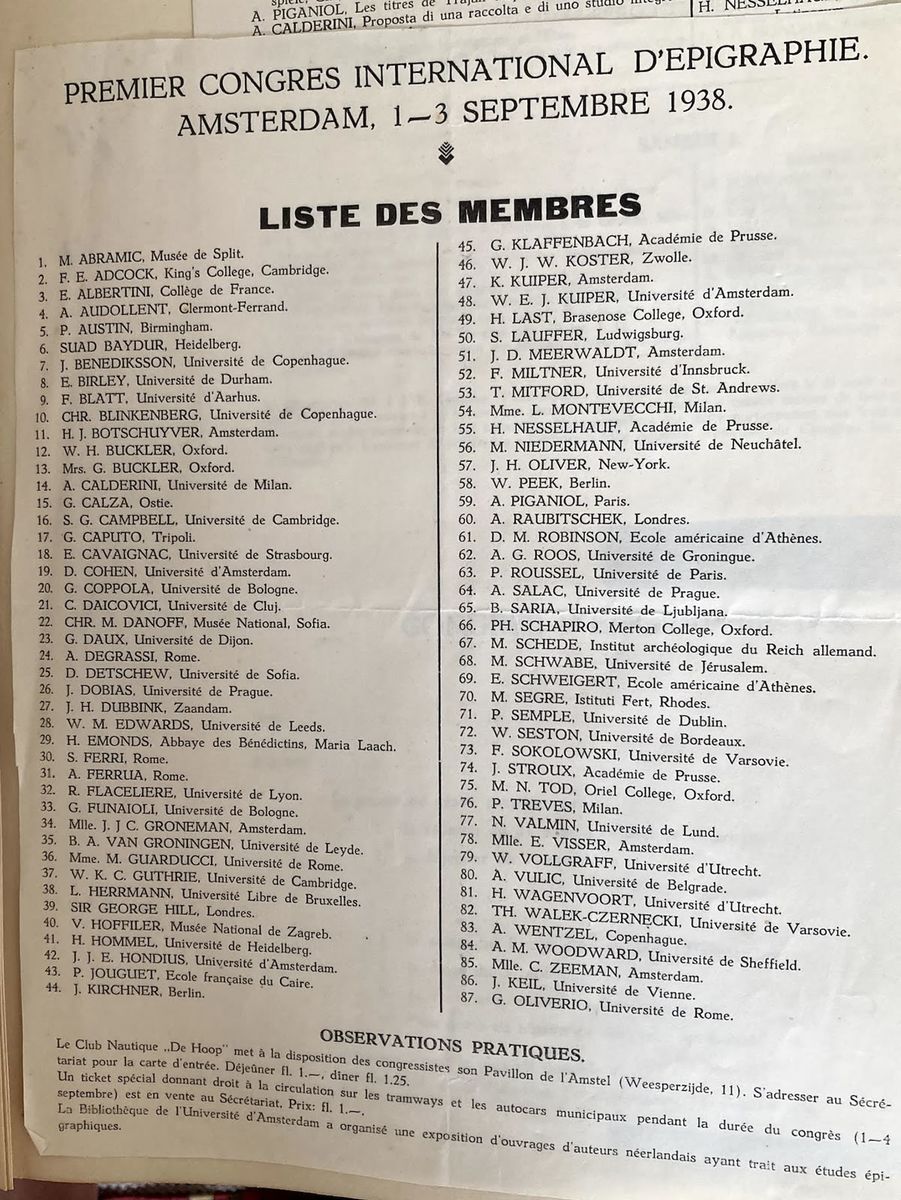 A. PIGANIOL, Les titres de
A. CALDERINI, Proposta di una raccolta e di uno studio
H. NESSELHA
PREMIER CONGRES INTERNATIONAL D'EPIGRAPHIE.
AMSTERDAM, 1—3 SEPTEMBRE 1938.
LISTE DES MEMBRES
1. M. ABRAMIC, Musée de Split.
2. F. E. ADCOCK, King's College, Cambridge.
3. E. ALBERTINI, Collège de France.
4. A. AUDOLLENT, Clermont-Ferrand.
5. P. AUSTIN, Birmingham.
6. SUAD BAYDUR, Heidelberg.
7. J. BENEDIKSSON, Université de Copenhague.
8. E. BIRLEY, Université de Durham.
9. F. BLATT, Université d'Aarhus.
10. CHR. BLINKENBERG, Université de Copenhague.
11. H. J. BOTSCHUYVER, Amsterdam.
12. W. H. BUCKLER, Oxford.
13. Mrs. G. BUCKLER, Oxford.
14. A. CALDERINI, Université de Milan.
15. G. CALZA, Ostie.
16. S. G. CAMPBELL, Université de Cambridge.
17. G. CAPUTO, Tripoli.
18. E. CAVAIGNAC, Université de Strasbourg.
19. D. COHEN, Université d'Amsterdam.
20. G. COPPOLA, Université de Bologne.
21. C. DAICOVICI, Université de Cluj.
22. CHR. M. DANOFF, Musée National, Sofia.
23. G. DAUX, Université de Dijon.
24. A. DEGRASSI, Rome.
25. D. DETSCHEW, Université de Sofia.
26. J. DOBIAS, Université de Prague.
27. J. H. DUBBINK, Zaandam.
28. W. M. EDWARDS, Université de Leeds.
29. H. EMONDS, Abbaye des Bénédictins, Maria Laach.
30. S. FERRI, Rome.
31. A. FERRUA, Rome.
32. R. FLACELIERE, Université de Lyon.
33. G. FUNAIOLI, Université de Bologne.
34. Mlle. J. J C. GRONEMAN, Amsterdam.
35. B. A. VAN GRONINGEN, Université de Leyde.
36. Mme. M. GUARDUCCI, Université de Rome.
37. W. K. C. GUTHRIE, Université de Cambridge.
38. L. HERRMANN, Université Libre de Bruxelles.
39. SIR GEORGE HILL, Londres.
40. V. HOFFILER, Musée National de Zagreb.
41. H. HOMMEL, Université de Heidelberg.
42. J. J. E. HONDIUS, Université d'Amsterdam.
43. P. JOUGUET, Ecole française du Caire.
44. J. KIRCHNER, Berlin.
45. G. KLAFFENBACH, Académie de Prusse.
46. W. J. W. KOSTER, Zwolle.
47. K. KUIPER, Amsterdam.
48. W. E. J. KUIPER, Université d'Amsterdam.
49. H. LAST, Brasenose College, Oxford.
50. S. LAUFFER, Ludwigsburg.
51. J. D. MEERWALDT, Amsterdam.
52. F. MILTNER, Université d'Innsbruck.
53. T. MITFORD, Université de St. Andrews.
54. Mme. L. MONTEVECCHI, Milan.
55. H. NESSELHAUF, Académie de Prusse.
56. M. NIEDERMANN, Université de Neuchâtel.
57. J. H. OLIVER, New-York.
58. W. PEEK, Berlin.
59. A. PIGANIOL, Paris.
60. A. RAUBITSCHEK, Londres.
61. D. M. ROBINSON, Ecole américaine d'Athènes.
62. A. G. ROOS, Université de Groningue.
63. P. ROUSSEL, Université de Paris.
64. A. SALAC, Université de Prague.
65. B. SARIA, Université de Ljubljana.
66. PH. SCHAPIRO, Merton College, Oxford.
67. M. SCHEDE, Institut archéologique du Reich allemand.
68. M. SCHWABE, Université de Jérusalem.
69. E. SCHWEIGERT, Ecole américaine d'Athènes.
70. M. SEGRE, Istituti Fert, Rhodes.
71. P. SEMPLE, Université de Dublin.
72. W. SESTON, Université de Bordeaux.
73. F. SOKOLOWSKI, Université de Varsovie.
74. J. STROUX, Académie de Prusse.
75. M. N. TOD, Oriel College, Oxford.
76. P. TREVES, Milan.
77. N. VALMIN, Université de Lund.
78. Mlle. E. VISSER, Amsterdam.
79. W. VOLLGRAFF, Université d'Utrecht.
80. A. VULIC, Université de Belgrade.
81. H. WAGENVOORT, Université d'Utrecht.
82. TH. WALEK-CZERNECKI, Université de Varsovie.
83. A. WENTZEL, Copenhague.
84. A. M. WOODWARD, Université de Sheffield.
85. Mlle. C. ZEEMAN, Amsterdam.
86. J. KEIL, Université de Vienne.
87. G. OLIVERIO, Université de Rome.
OBSERVATIONS PRATIQUES.
Le Club Nautique „De Hoop” met à la disposition des congressistes son Pavillon de l'Amstel (Weesperzijde, 11). S'adresser au Sécré-
tariat pour la carte d'entrée. Déjeûner fl. 1.—, dîner fl. 1.25.
Un ticket spécial donnant droit à la circulation sur les tramways et les autocars municipaux pendant la durée du congrès (1—4
septembre) est en vente au Sécrétariat. Prix: fl. 1.—.
La Bibliothèque de l'Université d'Amsterdam a organisé une exposition d'ouvrages d'auteurs néerlandais ayant trait aux études épi-
graphiques.